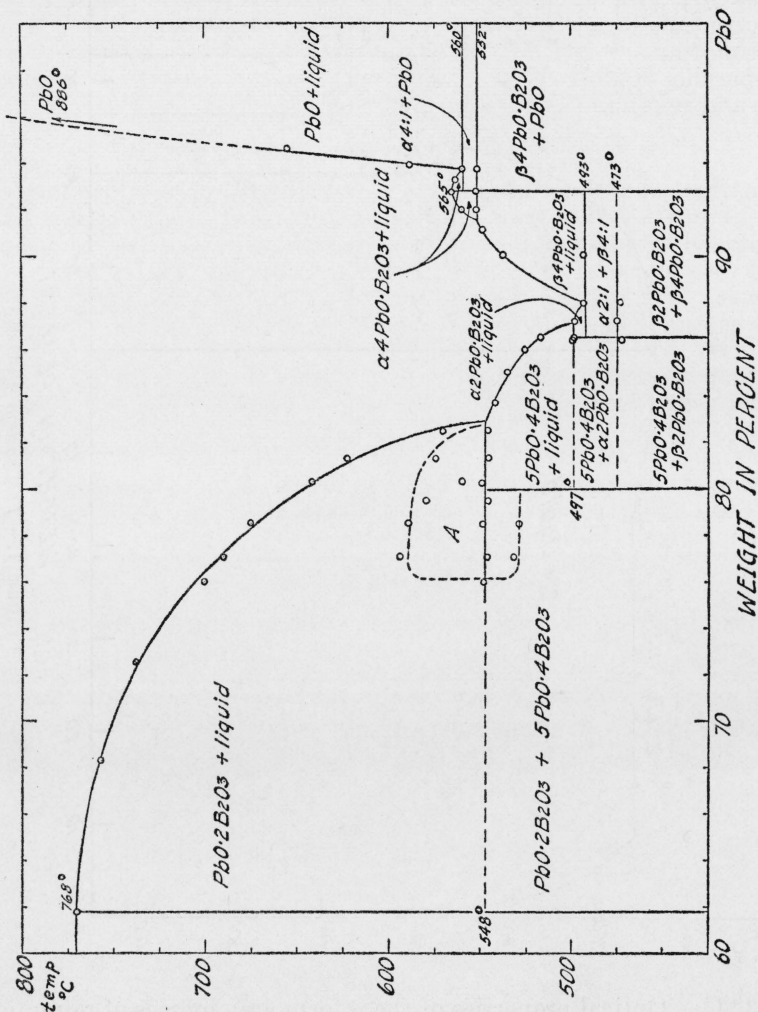 800
700
600
500
temp
°C
60
70
80
90
PbO
WEIGHT IN PERCENT
768°
PbO·2B2O3 + liquid
548
PbO·2B2O3 + 5PbO·4B2O3
A
PbO
886°
PbO+liquid
α4PbO·B2O3+liquid
565°
α4:1 + PbO
560°
552
β4PbO·B2O3
+ PbO
α2PbO·B2O3
+liquid
β4PbO·B2O3
+ liquid
493°
5PbO·4B2O3
+ liquid
497
5PbO·4B2O3
+ α2PbO·B2O3
α2:1 + β4:1
473°
5PbO·4B2O3
+ β2PbO·B2O3
β2PbO·B2O3
+ β4PbO·B2O3